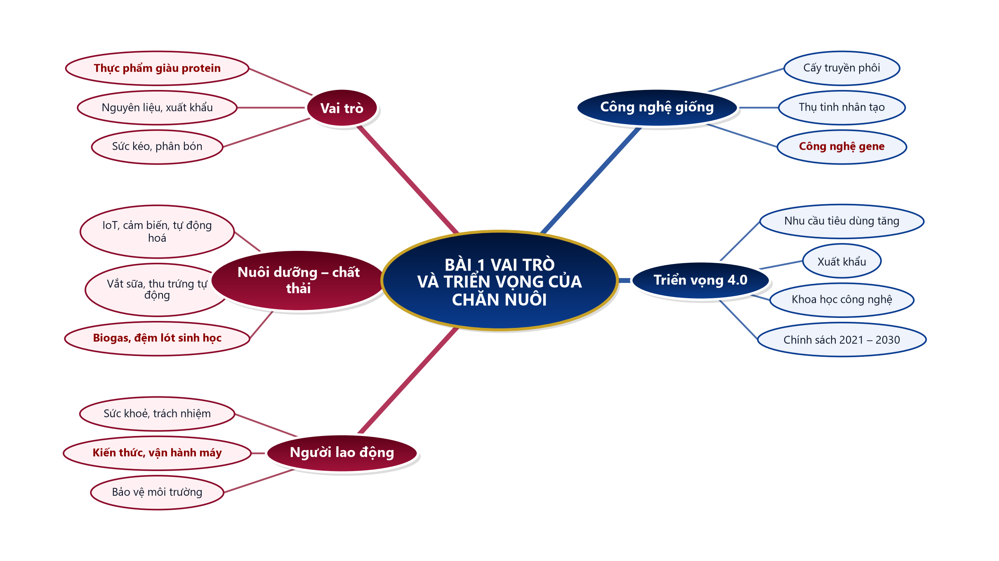 BÀI 1 VAI TRÒ
VÀ TRIỂN VỌNG CỦA
CHĂN NUÔI
Vai trò
Thực phẩm giàu protein
Nguyên liệu, xuất khẩu
Sức kéo, phân bón
Nuôi dưỡng – chất
thải
IoT, cảm biến, tự động
hoá
Vắt sữa, thu trứng tự
động
Biogas, đệm lót sinh học
Người lao động
Sức khoẻ, trách nhiệm
Kiến thức, vận hành máy
Bảo vệ môi trường
Công nghệ giống
Cấy truyền phôi
Thụ tinh nhân tạo
Công nghệ gene
Triển vọng 4.0
Nhu cầu tiêu dùng tăng
Xuất khẩu
Khoa học công nghệ
Chính sách 2021 – 2030